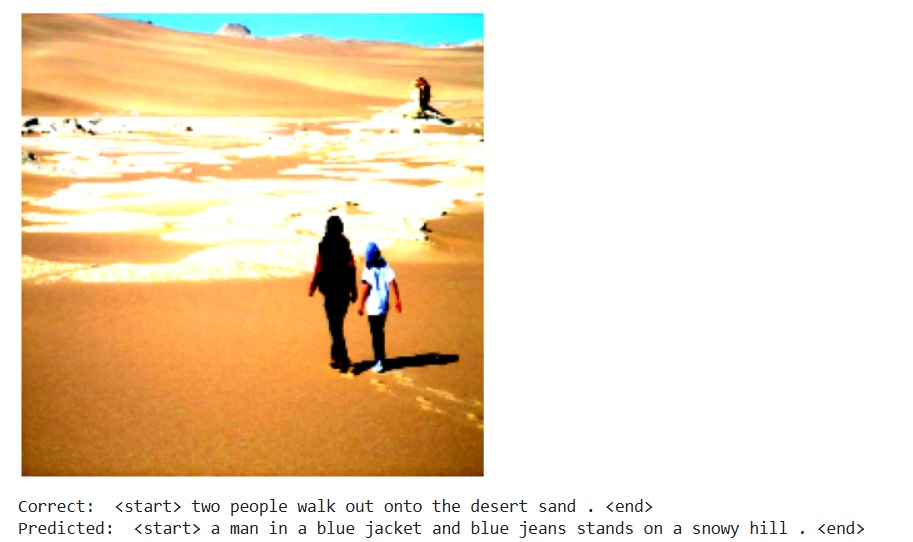 Correct:  <start> two people walk out onto the desert sand . <end>
Predicted:  <start> a man in a blue jacket and blue jeans stands on a snowy hill . <end>